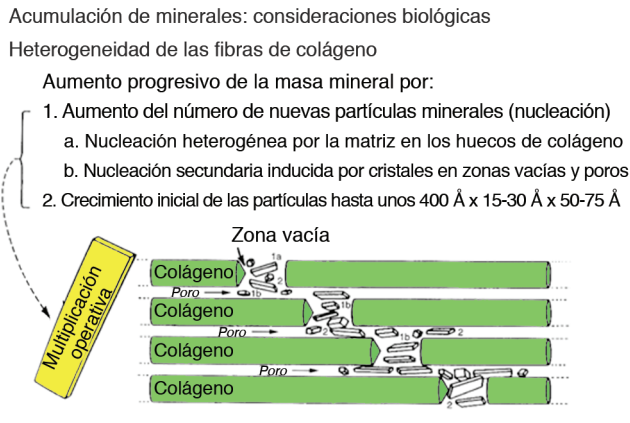 Acumulación de minerales: consideraciones biológicas
Heterogeneidad de las fibras de colágeno
Aumento progresivo de la masa mineral por:
1. Aumento del número de nuevas partículas minerales (nucleación)
a. Nucleación heterogénea por la matriz en los huecos de colágeno
b. Nucleación secundaria inducida por cristales en zonas vacías y poros
2. Crecimiento inicial de las partículas hasta unos 400 Å x 15-30 Å x 50-75 Å
Zona vacía
Multiplicación
operativa
Colágeno
1a
2
Poro
1b
Colágeno
1b
Poro
2
1b
2
Colágeno
Poro
Colágeno
2